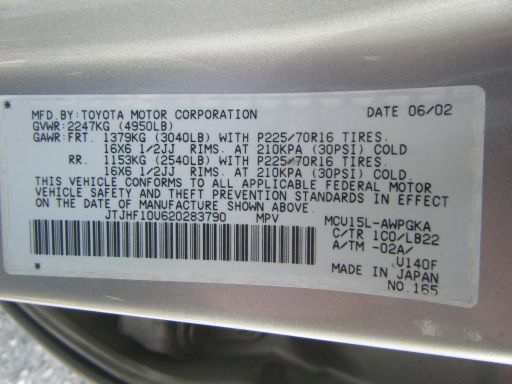 MFD.BY:TOYOTA MOTOR CORPORATION DATE 06/02
GVWR:2247KG (4950LB)
GAWR:FRT. 1379KG (3040LB) WITH P225/70R16 TIRES.
16X6 1/2JJ RIMS. AT 210KPA (30PSI) COLD
RR. 1153KG (2540LB) WITH P225/70R16 TIRES.
16X6 1/2JJ RIMS. AT 210KPA (30PSI) COLD
THIS VEHICLE CONFORMS TO ALL APPLICABLE FEDERAL MOTOR
VEHICLE SAFETY AND THEFT PREVENTION STANDARDS IN EFFECT
ON THE DATE OF MANUFACTURE SHOWN ABOVE.
JTJHF10U620283790 MPV MCU15L-AWPGKA
C/TR 1C0/LB22
A/TM -02A/
U140F
MADE IN JAPAN
NO.165